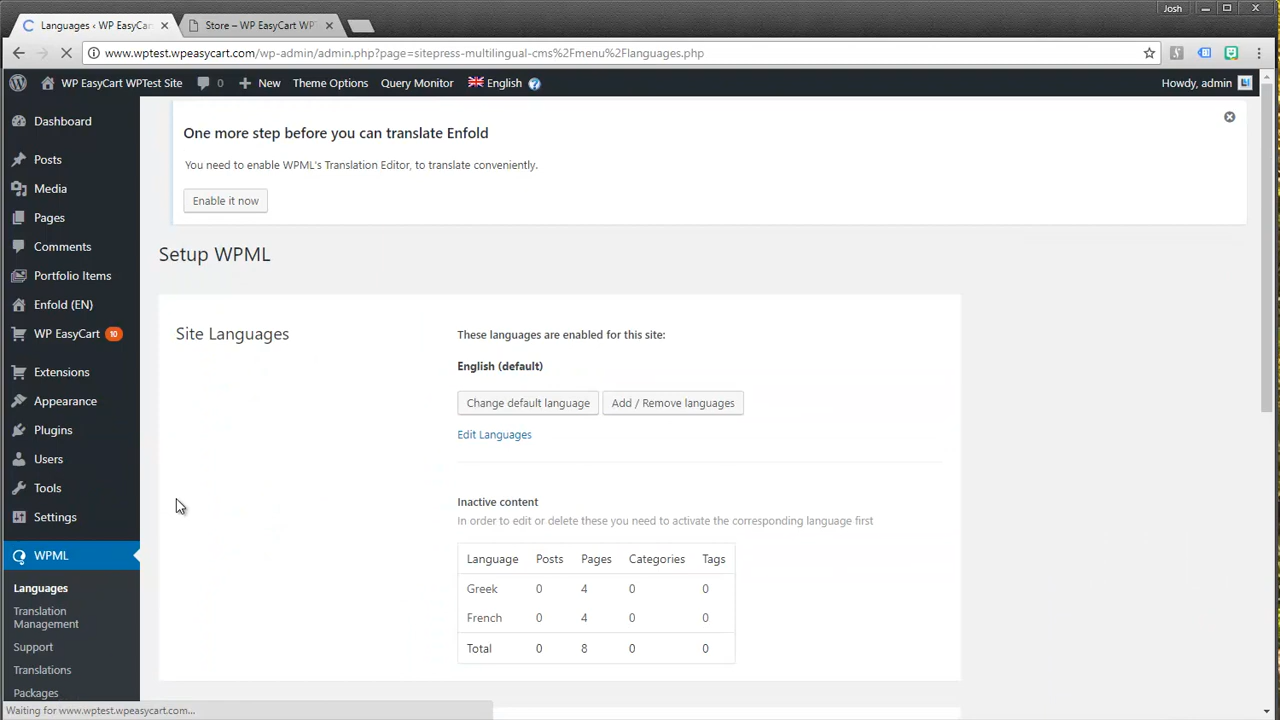 Josh
Languages ‹ WP EasyCar
Store – WP EasyCart WPT
www.wptest.wpeasycart.com/wp-admin/admin.php?page=sitepress-multilingual-cms%2Fmenu%2Flanguages.php
WP EasyCart WPTest Site
0
New
Theme Options
Query Monitor
English
Howdy, admin
Dashboard
Posts
Media
Pages
Comments
Portfolio Items
Enfold (EN)
WP EasyCart 10
Extensions
Appearance
Plugins
Users
Tools
Settings
WPML
Languages
Translation
Management
Support
Translations
Packages
One more step before you can translate Enfold
You need to enable WPML's Translation Editor, to translate conveniently.
Enable it now
Setup WPML
Site Languages
These languages are enabled for this site:
English (default)
Change default language
Add / Remove languages
Edit Languages
Inactive content
In order to edit or delete these you need to activate the corresponding language first
Language Posts Pages Categories Tags
Greek 0 4 0 0
French 0 4 0 0
Total 0 8 0 0
Waiting for www.wptest.wpeasycart.com...